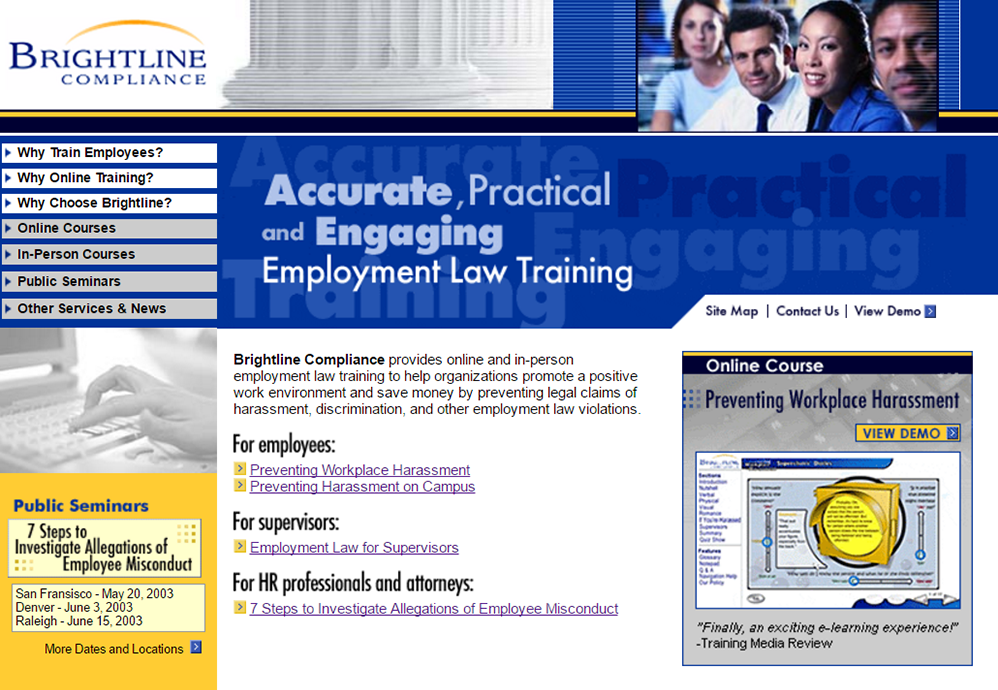 BRIGHTLINE
COMPLIANCE
Why Train Employees?
Why Online Training?
Why Choose Brightline?
Online Courses
In-Person Courses
Public Seminars
Other Services & News
Accurate Practical
Engaging
Training
Accurate, Practical
and Engaging
Employment Law Training
Site Map | Contact Us | View Demo
Brightline Compliance provides online and in-person
employment law training to help organizations promote a positive
work environment and save money by preventing legal claims of
harassment, discrimination, and other employment law violations.
For employees:
Preventing Workplace Harassment
Preventing Harassment on Campus
For supervisors:
Employment Law for Supervisors
For HR professionals and attorneys:
7 Steps to Investigate Allegations of Employee Misconduct
Public Seminars
7 Steps to
Investigate Allegations of
Employee Misconduct
San Fransisco - May 20, 2003
Denver - June 3, 2003
Raleigh - June 15, 2003
More Dates and Locations
Online Course
Preventing Workplace Harassment
VIEW DEMO
Sections
Introduction
Nutshell
Verbal
Physical
Visual
Romance
If You're Harassed
Supervisors
Summary
Quiz Show
Features
Glossary
Notepad
Q & A
Navigation Help
Our Policy
"Finally, an exciting e-learning experience!"
-Training Media Review